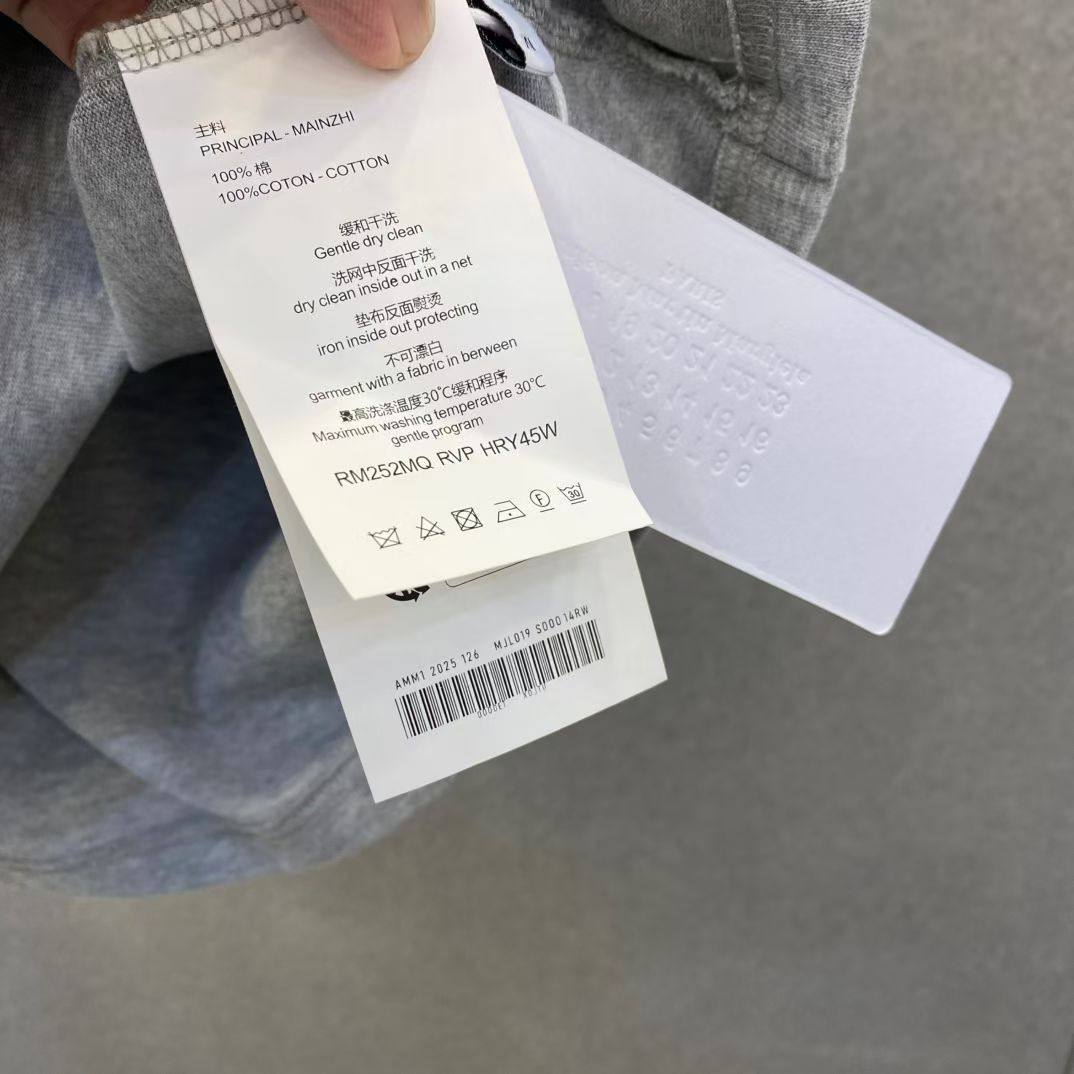 主料
PRINCIPAL - MAINZHI
100% 棉
100%COTON - COTTON
缓和干洗
Gentle dry clean
洗网中反面干洗
dry clean inside out in a net
垫布反面熨烫
iron inside out protecting
不可漂白
garment with a fabric in berween
最高洗涤温度30℃缓和程序
Maximum washing temperature 30℃
gentle program
RM252MQ RVP HRY45W
F
30
AMM1 2025 126 MJL019 SD0014RW